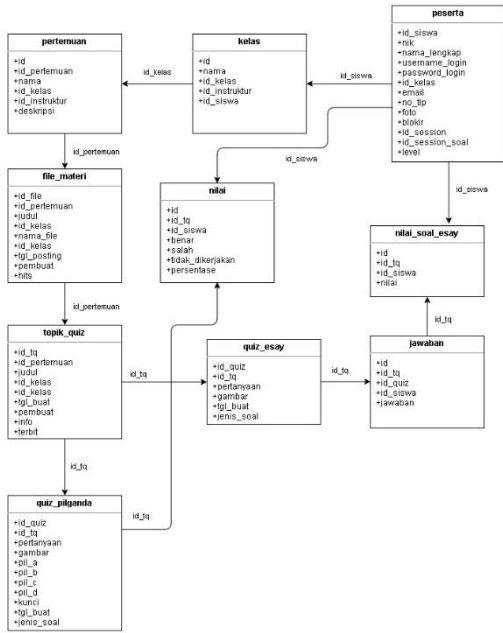 peserta
+id_siswa
+nik
+nama_lengkap
+username_login
+password_login
+id_kelas
+email
+no_tlp
+foto
+blokir
+id_session
+id_session_soal
+level
pertemuan
+id
+id_pertemuan
+nama
+id_kelas
+id_instruktur
+deskripsi
id_kelas
kelas
+id
+nama
+id_kelas
+id_instruktur
+id_siswa
id_siswa
id_siswa
id_siswa
id_pertemuan
file_materi
+id_file
+id_pertemuan
+judul
+id_kelas
+nama_file
+id_kelas
+tgl_posting
+pembuat
+hits
nilai
+id
+id_tq
+id_siswa
+benar
+salah
+tidak_dikerjakan
+persentase
nilai_soal_esay
+id
+id_tq
+id_siswa
+nilai
id_pertemuan
id_tq
topik_quiz
+id_tq
+id_pertemuan
+judul
+id_kelas
+id_kelas
+tgl_buat
+pembuat
+info
+terbit
id_tq
quiz_esay
+id_quiz
+id_tq
+pertanyaan
+gambar
+tgl_buat
+jenis_soal
id_tq
jawaban
+id
+id_tq
+id_quiz
+id_siswa
+jawaban
id_tq
quiz_pilganda
+id_quiz
+id_tq
+pertanyaan
+gambar
+pil_a
+pil_b
+pil_c
+pil_d
+kunci
+tgl_buat
+jenis_soal
id_tq